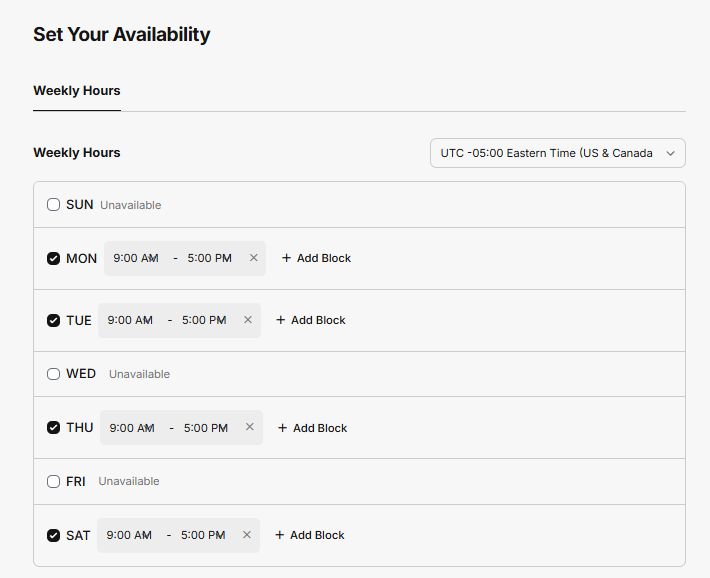 Set Your Availability
Weekly Hours
Weekly Hours
UTC -05:00 Eastern Time (US & Canada
SUN Unavailable
MON 9:00 AM - 5:00 PM × + Add Block
TUE 9:00 AM - 5:00 PM × + Add Block
WED Unavailable
THU 9:00 AM - 5:00 PM × + Add Block
FRI Unavailable
SAT 9:00 AM - 5:00 PM × + Add Block